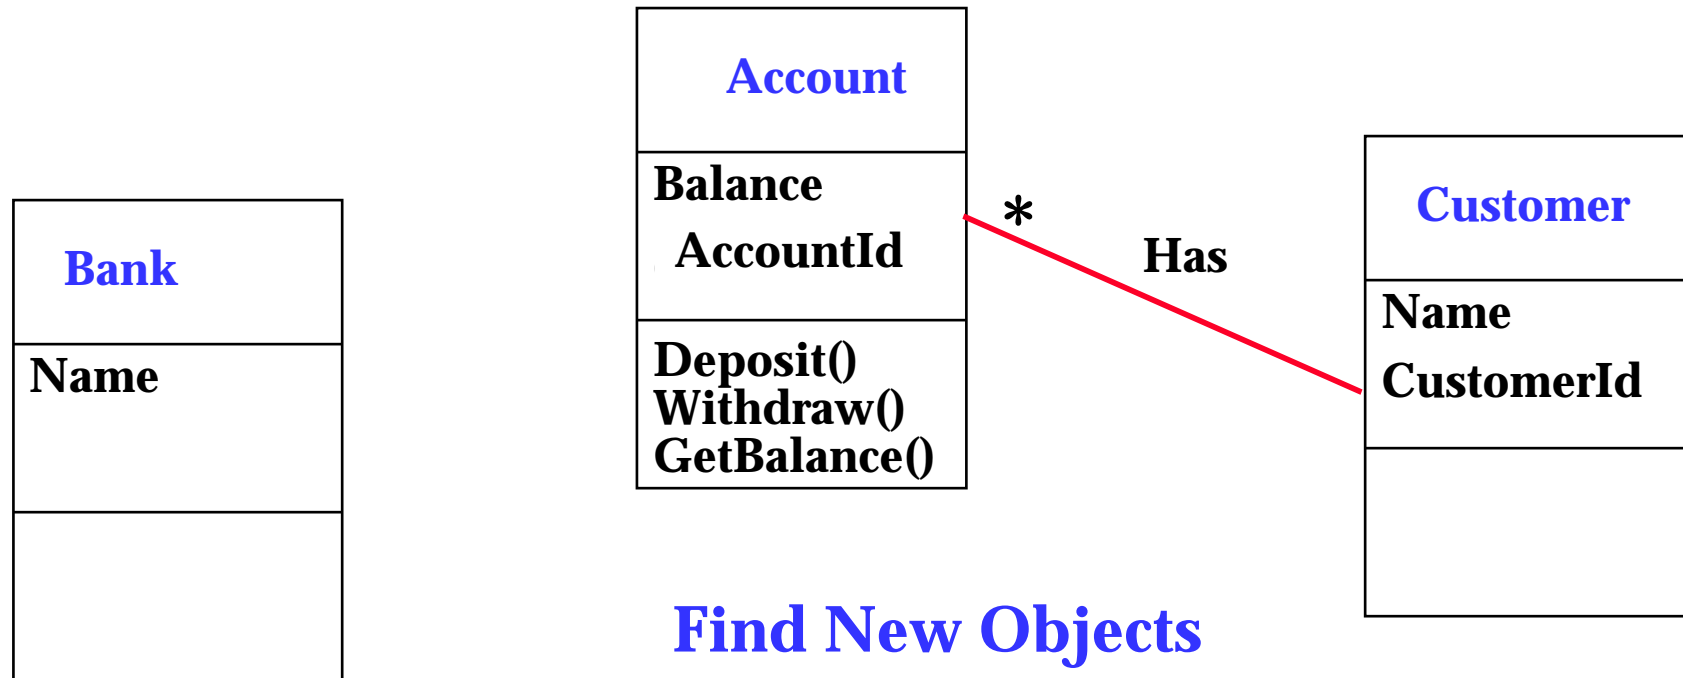 Bank
Name
Account
Balance
AccountId
Deposit()
Withdraw()
GetBalance()
*
Has
Customer
Name
CustomerId
Find New Objects